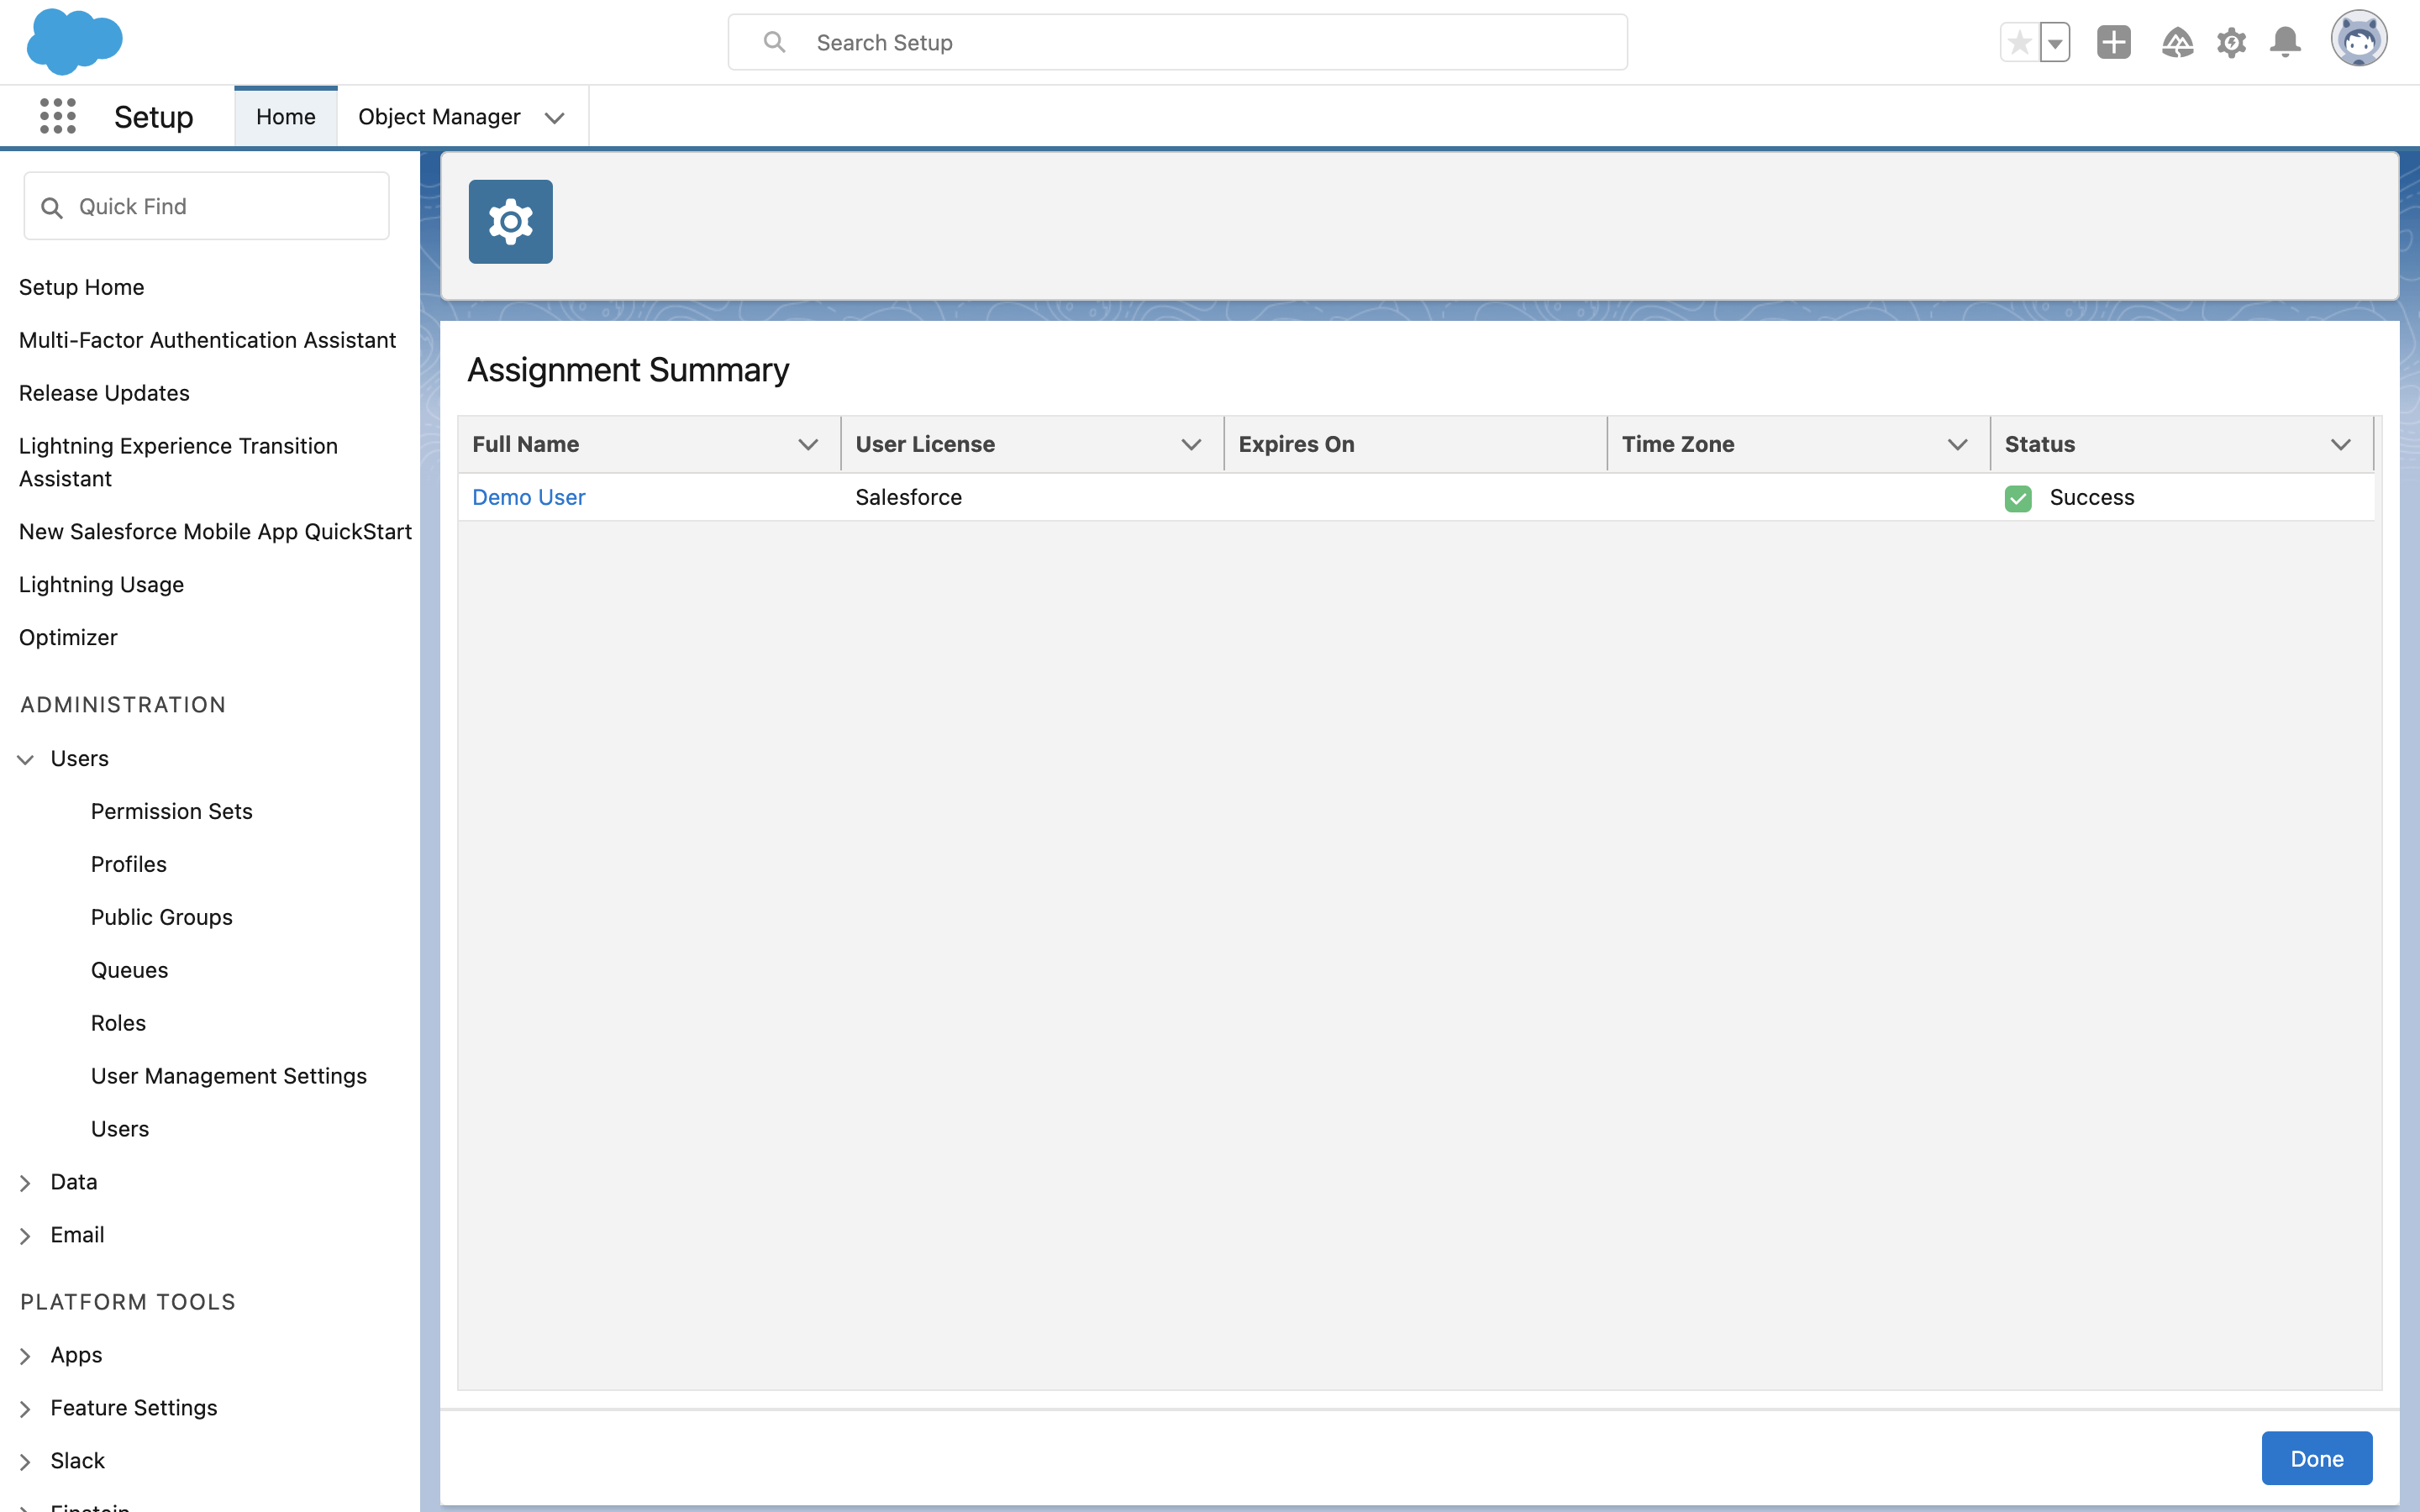 Search Setup
Setup
Home
Object Manager
Quick Find
Setup Home
Multi-Factor Authentication Assistant
Release Updates
Lightning Experience Transition
Assistant
New Salesforce Mobile App QuickStart
Lightning Usage
Optimizer
ADMINISTRATION
Users
Permission Sets
Profiles
Public Groups
Queues
Roles
User Management Settings
Users
Data
Email
PLATFORM TOOLS
Apps
Feature Settings
Slack
Einstein
Assignment Summary
Full Name
User License
Expires On
Time Zone
Status
Demo User
Salesforce
Success
Done